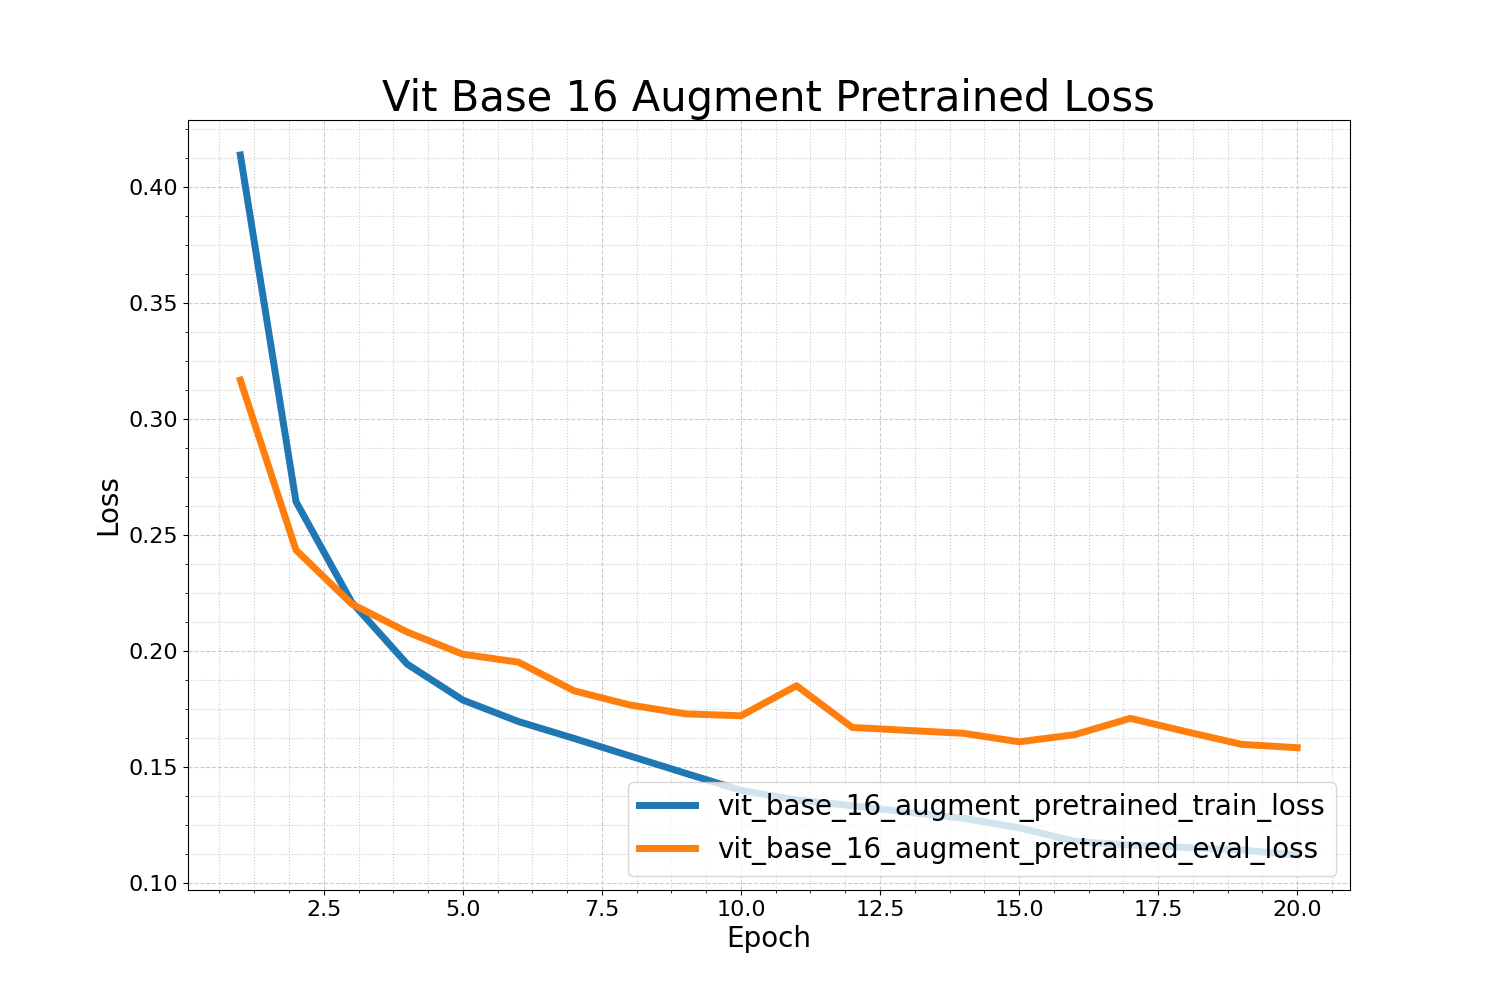 Vit Base 16 Augment Pretrained Loss
0.40
0.35
0.30
0.25
0.20
0.15
0.10
Loss
vit_base_16_augment_pretrained_train_loss
vit_base_16_augment_pretrained_eval_loss
2.5 5.0 7.5 10.0 12.5 15.0 17.5 20.0
Epoch